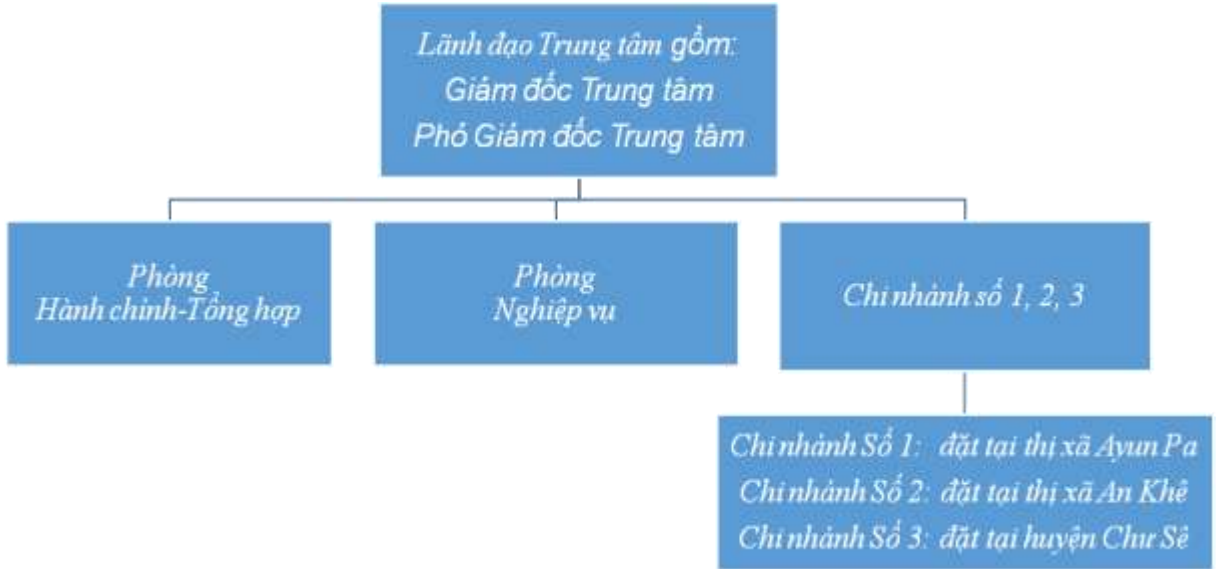 Lãnh đạo Trung tâm gồm:
Giám đốc Trung tâm
Phó Giám đốc Trung tâm
Phòng
Hành chính-Tổng hợp
Phòng
Nghiệp vụ
Chi nhánh số 1, 2, 3
Chi nhánh Số 1: đặt tại thị xã Ayun Pa
Chi nhánh Số 2: đặt tại thị xã An Khê
Chi nhánh Số 3: đặt tại huyện Chư Sê